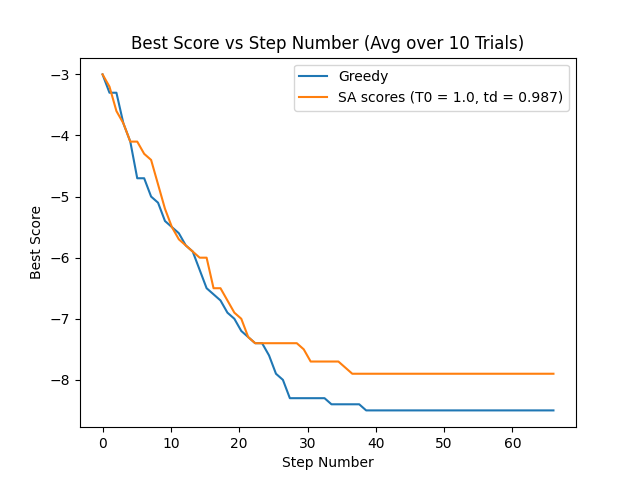 Best Score vs Step Number (Avg over 10 Trials)
Greedy
SA scores (T0 = 1.0, td = 0.987)
Best Score
−3
−4
−5
−6
−7
−8
0 10 20 30 40 50 60
Step Number